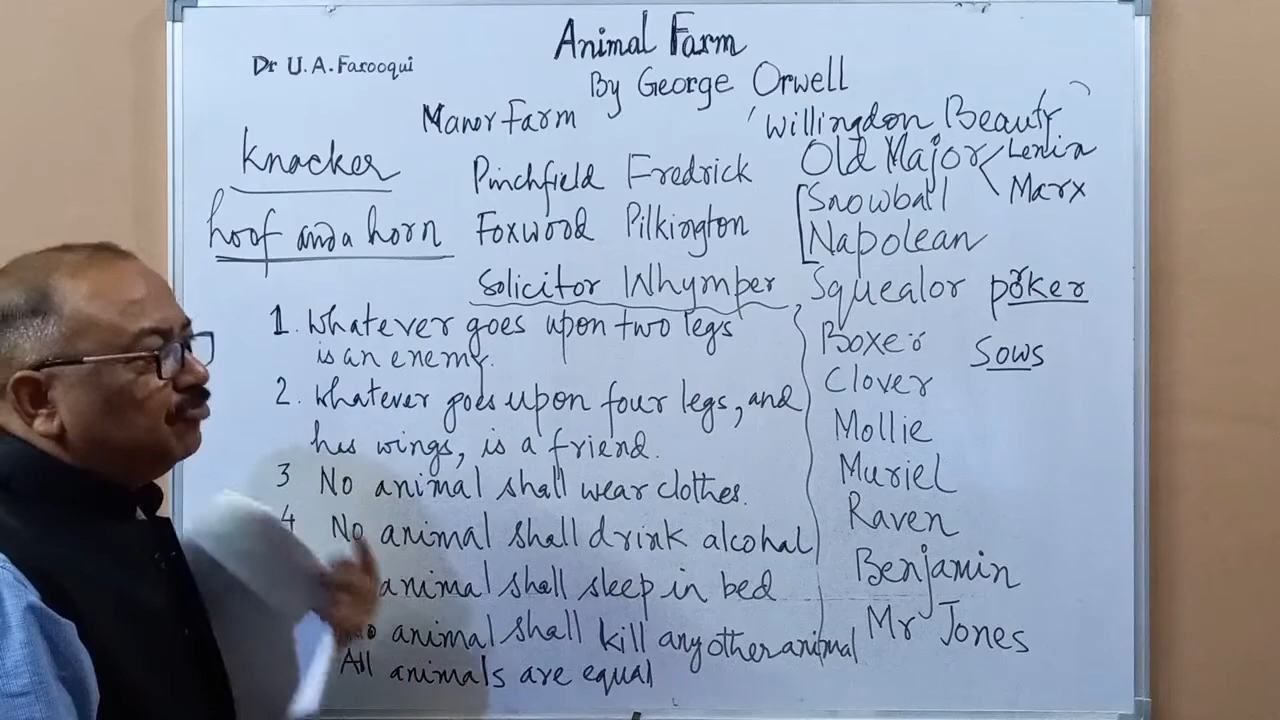 Animal Farm
Dr U.A. Farooqui
By George Orwell
Manor Farm
'Willingdon Beauty'
Knacker
Pinchfield Fredrick
Old Major
Lenin
Marx
hoof and a horn
Foxwood Pilkington
Snowball
Napolean
Solicitor Whymper
Squealor
porker
1. Whatever goes upon two legs
is an enemy.
2. Whatever goes upon four legs, and
hes wings, is a friend.
3 No animal shall wear clothes.
4 No animal shall drink alcohal
animal shall sleep in bed
No animal shall kill any other animal
All animals are equal
Boxer
Sows
Clover
Mollie
Muriel
Raven
Benjamin
Mr Jones